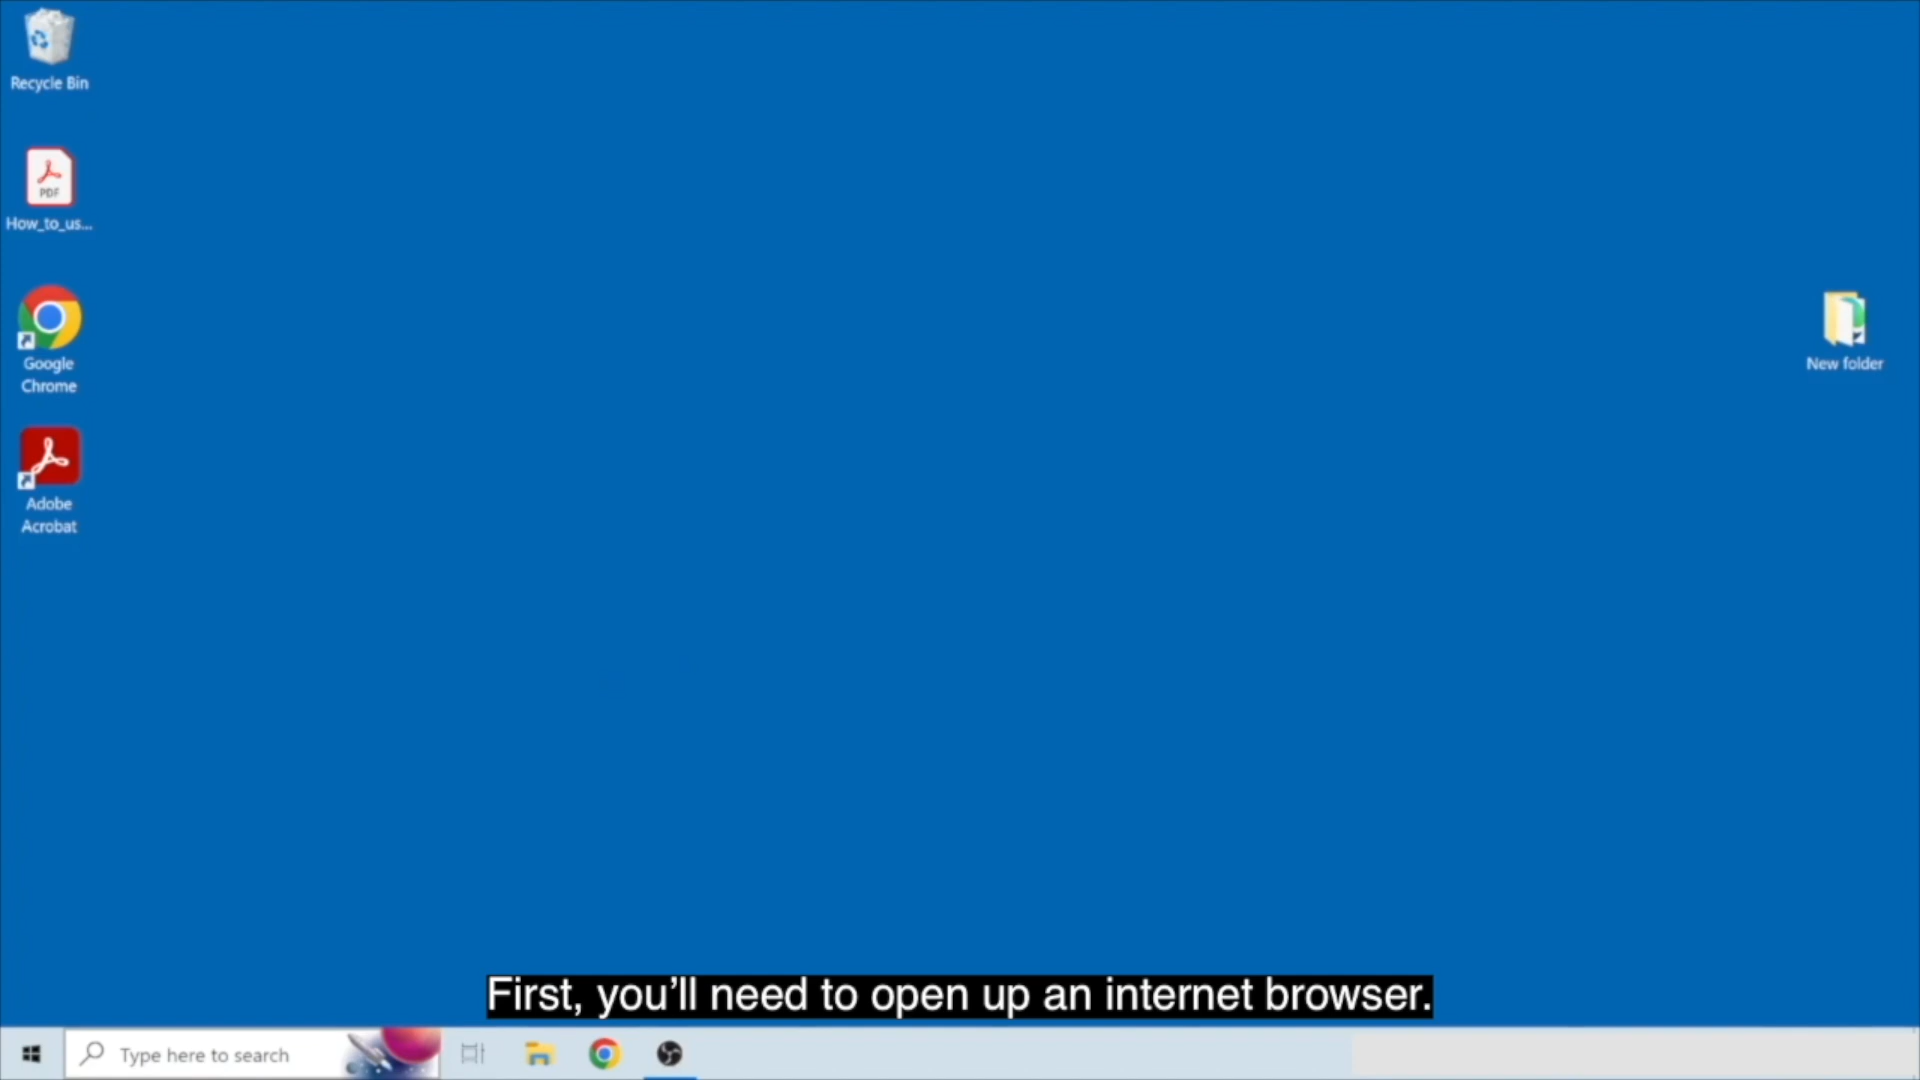 Recycle Bin
PDF
How_to_us...
Google
Chrome
Adobe
Acrobat
New folder
First, you’ll need to open up an internet browser.
Type here to search